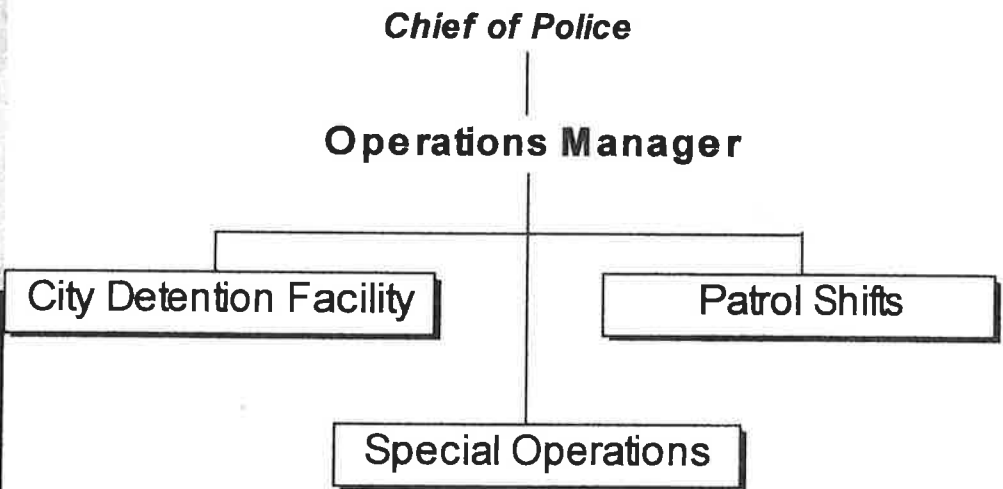 Chief of Police
Operations Manager
City Detention Facility
Patrol Shifts
Special Operations